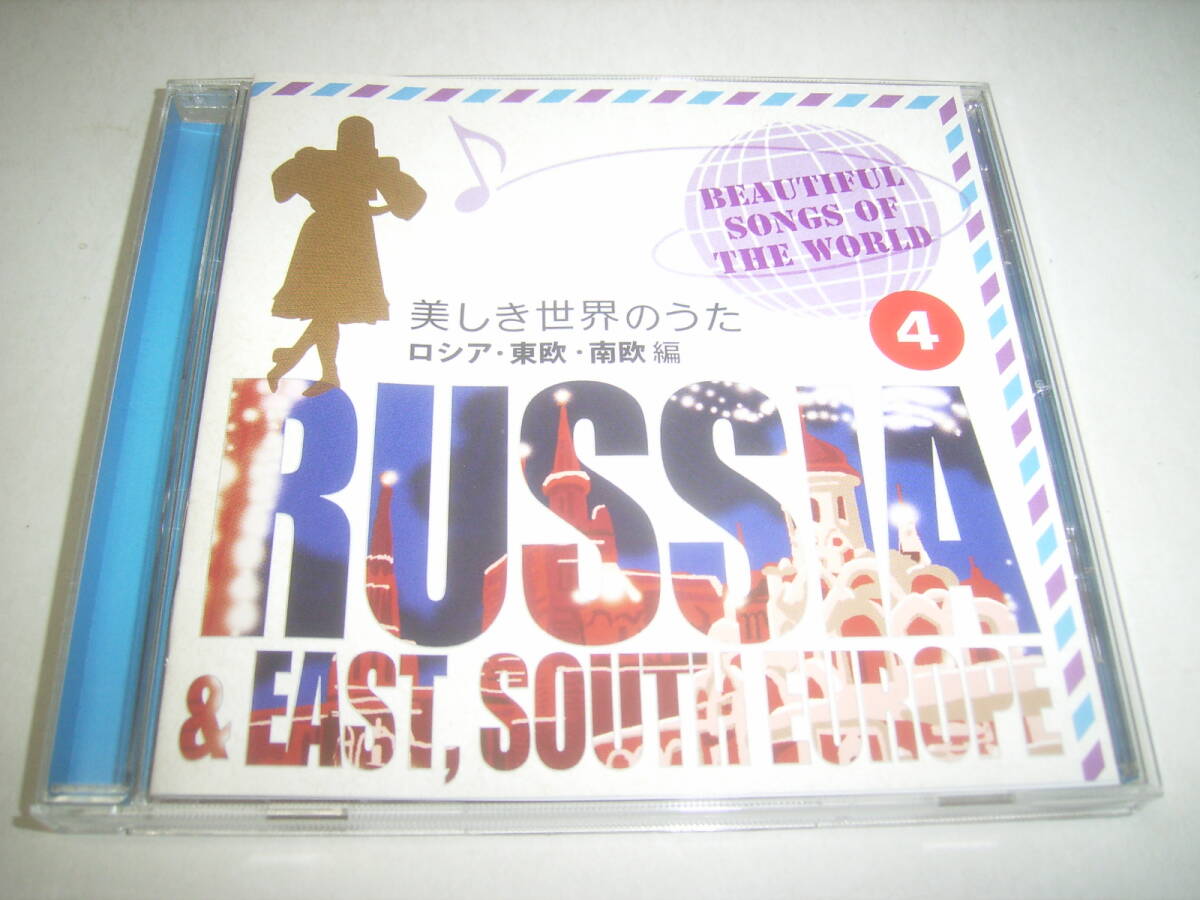 BEAUTIFUL
SONGS OF
THE WORLD
美しき世界のうた
4
ロシア・東欧・南欧 編
RUSSIA
& EAST, SOUTH EUROPE